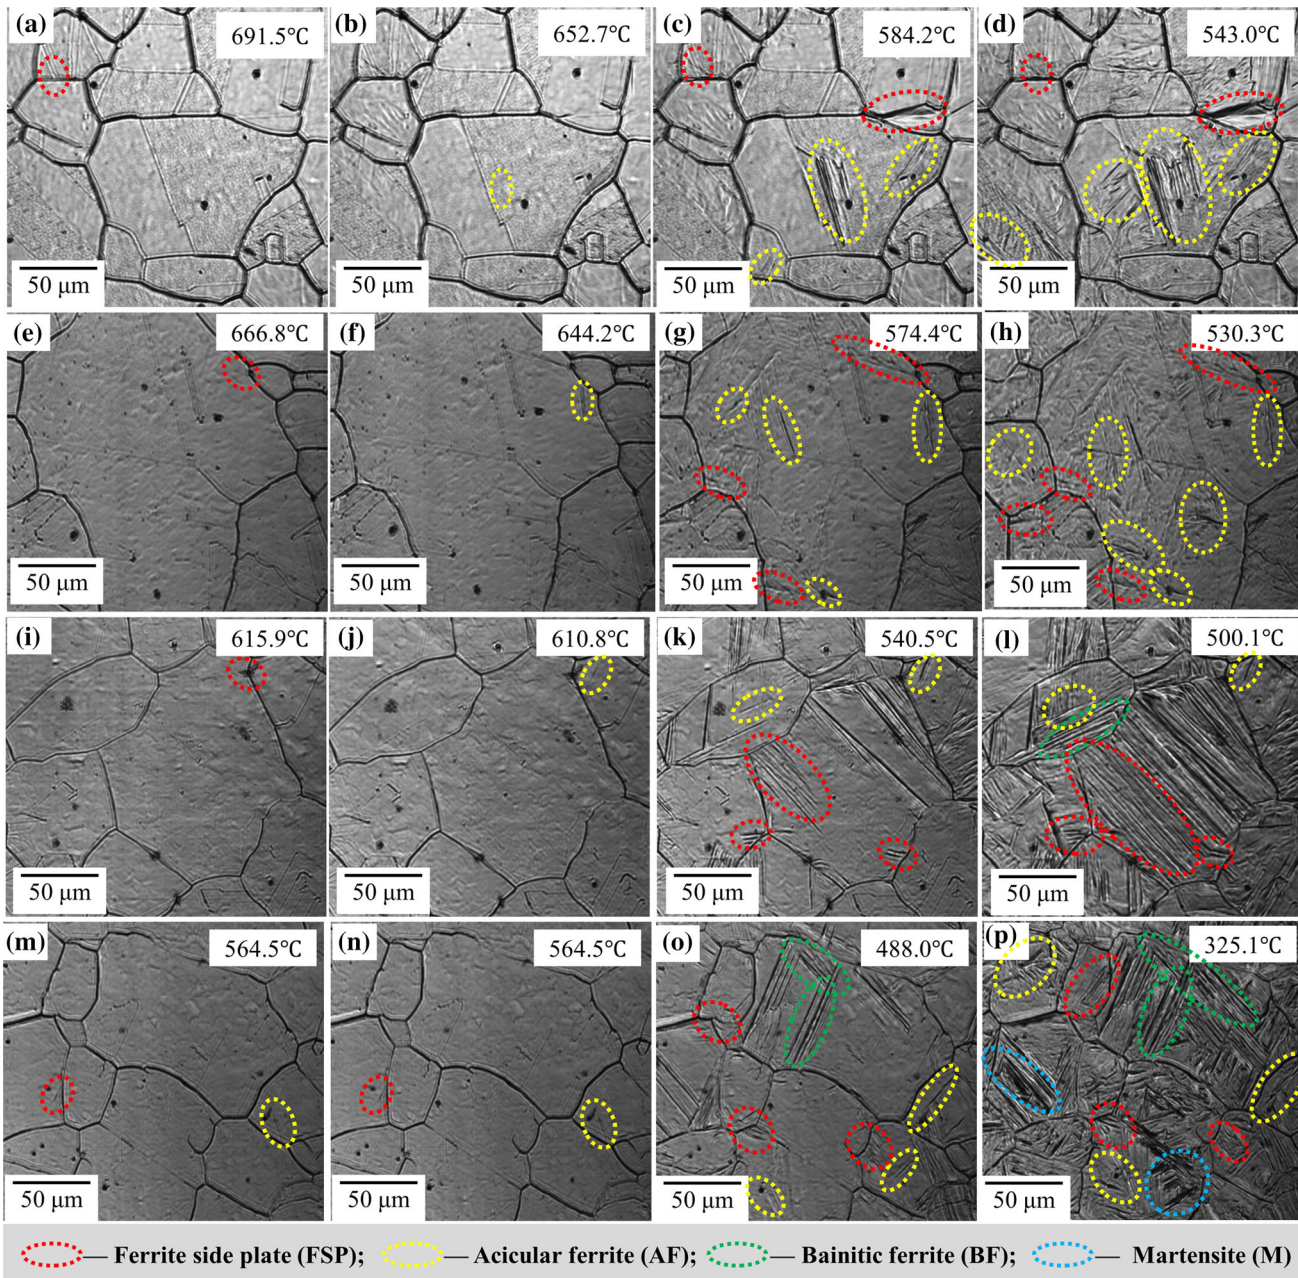 (a) 691.5℃ (b) 652.7℃ (c) 584.2℃ (d) 543.0℃
50 μm 50 μm 50 μm 50 μm
(e) 666.8℃ (f) 644.2℃ (g) 574.4℃ (h) 530.3℃
50 μm 50 μm 50 μm 50 μm
(i) 615.9℃ (j) 610.8℃ (k) 540.5℃ (l) 500.1℃
50 μm 50 μm 50 μm 50 μm
(m) 564.5℃ (n) 564.5℃ (o) 488.0℃ (p) 325.1℃
50 μm 50 μm 50 μm 50 μm
— Ferrite side plate (FSP); — Acicular ferrite (AF); — Bainitic ferrite (BF); — Martensite (M)